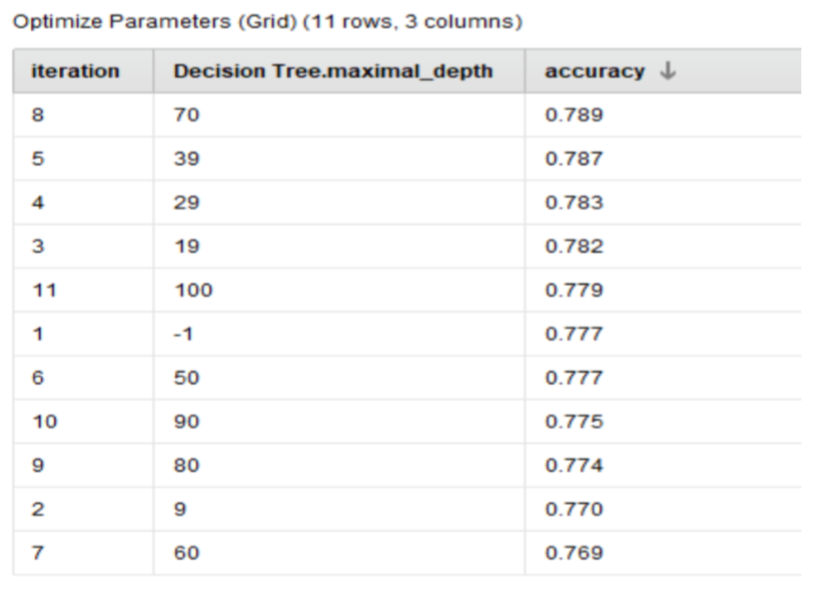 Optimize Parameters (Grid) (11 rows, 3 columns)
iteration Decision Tree.maximal_depth accuracy ↓
8 70 0.789
5 39 0.787
4 29 0.783
3 19 0.782
11 100 0.779
1 -1 0.777
6 50 0.777
10 90 0.775
9 80 0.774
2 9 0.770
7 60 0.769